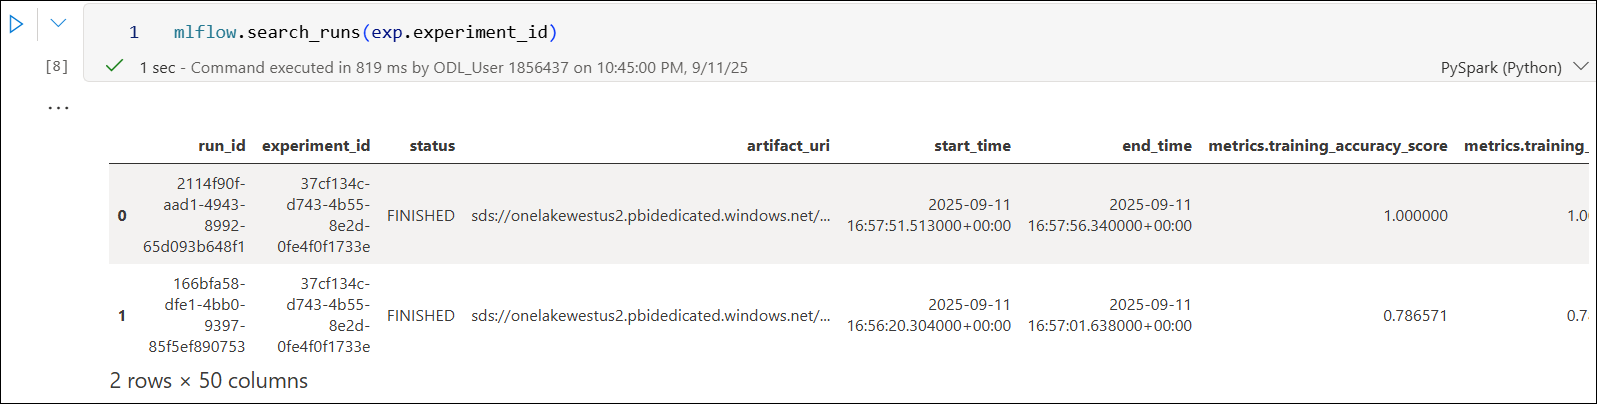 1 mlflow.search_runs(exp.experiment_id)
[8] 1 sec - Command executed in 819 ms by ODL_User 1856437 on 10:45:00 PM, 9/11/25 PySpark (Python)
...
run_id experiment_id status artifact_uri start_time end_time metrics.training_accuracy_score metrics.training_
2114f90f- 37cf134c-
aad1-4943- d743-4b55- 2025-09-11 2025-09-11
0 FINISHED sds://onelakewestus2.pbidedicated.windows.net/... 1.000000 1.0
8992- 8e2d- 16:57:51.513000+00:00 16:57:56.340000+00:00
65d093b648f1 0fe4f0f1733e
166bfa58- 37cf134c-
dfe1-4bb0- d743-4b55- 2025-09-11 2025-09-11
1 FINISHED sds://onelakewestus2.pbidedicated.windows.net/... 0.786571 0.7
9397- 8e2d- 16:56:20.304000+00:00 16:57:01.638000+00:00
85f5ef890753 0fe4f0f1733e
2 rows × 50 columns